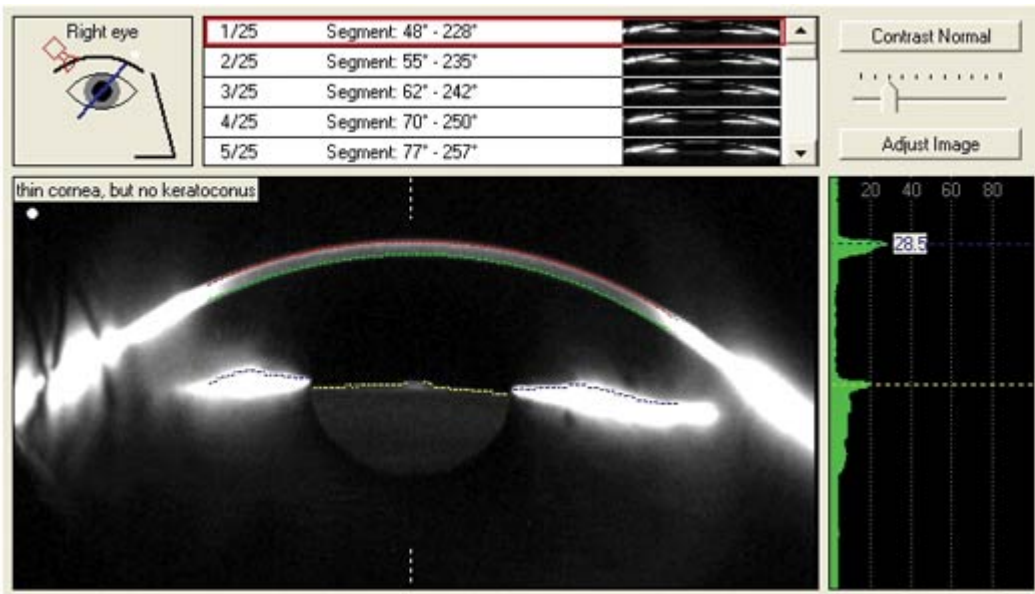 Right eye
1/25 Segment: 48° - 228°
2/25 Segment: 55° - 235°
3/25 Segment: 62° - 242°
4/25 Segment: 70° - 250°
5/25 Segment: 77° - 257°
Contrast Normal
Adjust Image
thin cornea, but no keratoconus
20 40 60 80
28.5